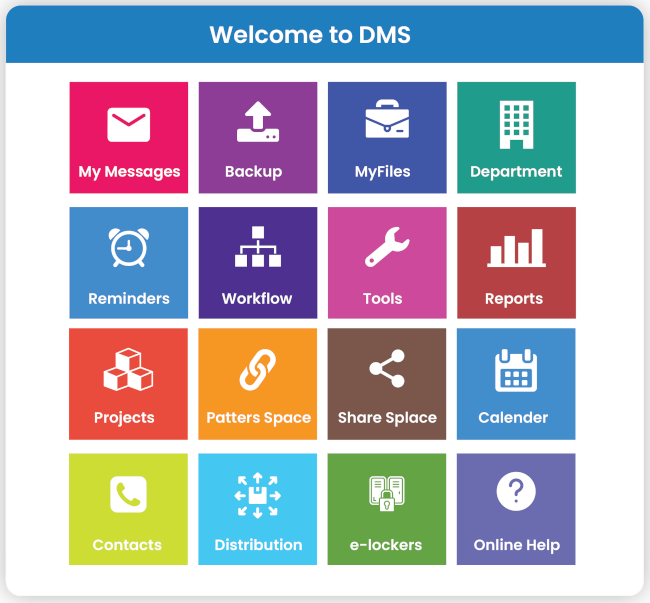 Welcome to DMS
My Messages
Backup
MyFiles
Department
Reminders
Workflow
Tools
Reports
Projects
Patters Space
Share Splace
Calender
Contacts
Distribution
e-lockers
Online Help